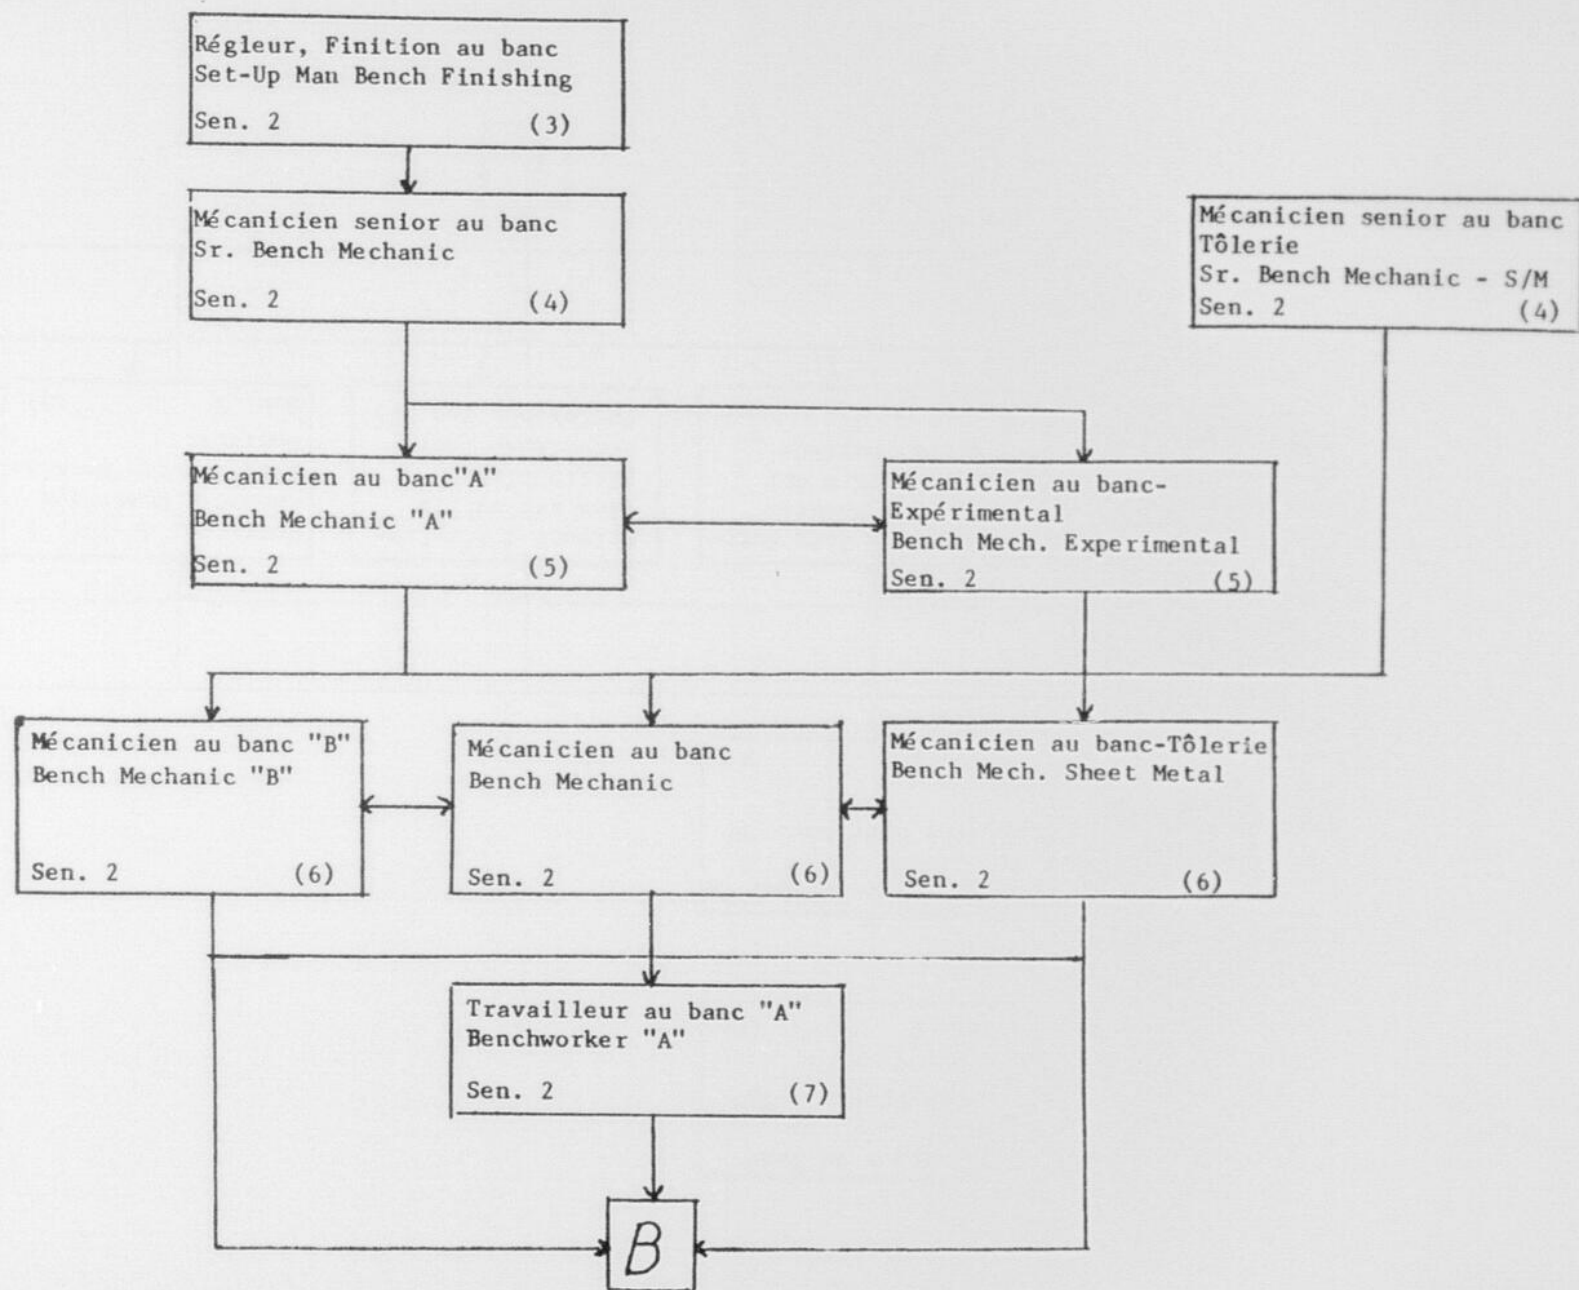 Régleur, Finition au banc
Set-Up Man Bench Finishing
Sen. 2 (3)
Mécanicien senior au banc
Sr. Bench Mechanic
Sen. 2 (4)
Mécanicien senior au banc
Tôlerie
Sr. Bench Mechanic - S/M
Sen. 2 (4)
Mécanicien au banc"A"
Bench Mechanic "A"
Sen. 2 (5)
Mécanicien au banc-
Expérimental
Bench Mech. Experimental
Sen. 2 (5)
Mécanicien au banc "B"
Bench Mechanic "B"
Sen. 2 (6)
Mécanicien au banc
Bench Mechanic
Sen. 2 (6)
Mécanicien au banc-Tôlerie
Bench Mech. Sheet Metal
Sen. 2 (6)
Travailleur au banc "A"
Benchworker "A"
Sen. 2 (7)
B